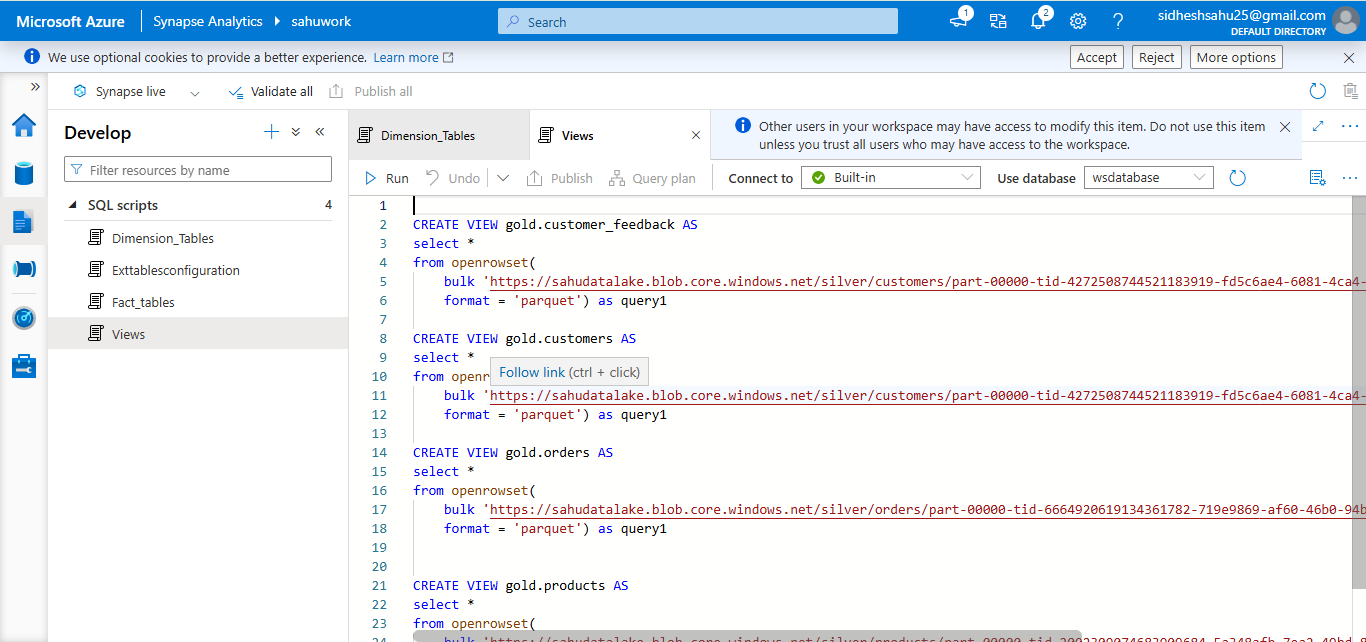 Microsoft Azure
Synapse Analytics
sahuwork
Search
1
2
sidheshsahu25@gmail.com
DEFAULT DIRECTORY
We use optional cookies to provide a better experience. Learn more
Accept
Reject
More options
Synapse live
Validate all
Publish all
Develop
Filter resources by name
SQL scripts
4
Dimension_Tables
Exttablesconfiguration
Fact_tables
Views
Dimension_Tables
Views
Other users in your workspace may have access to modify this item. Do not use this item
unless you trust all users who may have access to the workspace.
Run
Undo
Publish
Query plan
Connect to
Built-in
Use database
wsdatabase
1
2 CREATE VIEW gold.customer_feedback AS
3 select *
4 from openrowset(
5 bulk 'https://sahudatalake.blob.core.windows.net/silver/customers/part-00000-tid-4272508744521183919-fd5c6ae4-6081-4ca4-
6 format = 'parquet') as query1
7
8 CREATE VIEW gold.customers AS
9 select *
Follow link (ctrl + click)
10 from openr
11 bulk 'https://sahudatalake.blob.core.windows.net/silver/customers/part-00000-tid-4272508744521183919-fd5c6ae4-6081-4ca4-
12 format = 'parquet') as query1
13
14 CREATE VIEW gold.orders AS
15 select *
16 from openrowset(
17 bulk 'https://sahudatalake.blob.core.windows.net/silver/orders/part-00000-tid-6664920619134361782-719e9869-af60-46b0-94b
18 format = 'parquet') as query1
19
20
21 CREATE VIEW gold.products AS
22 select *
23 from openrowset(
24